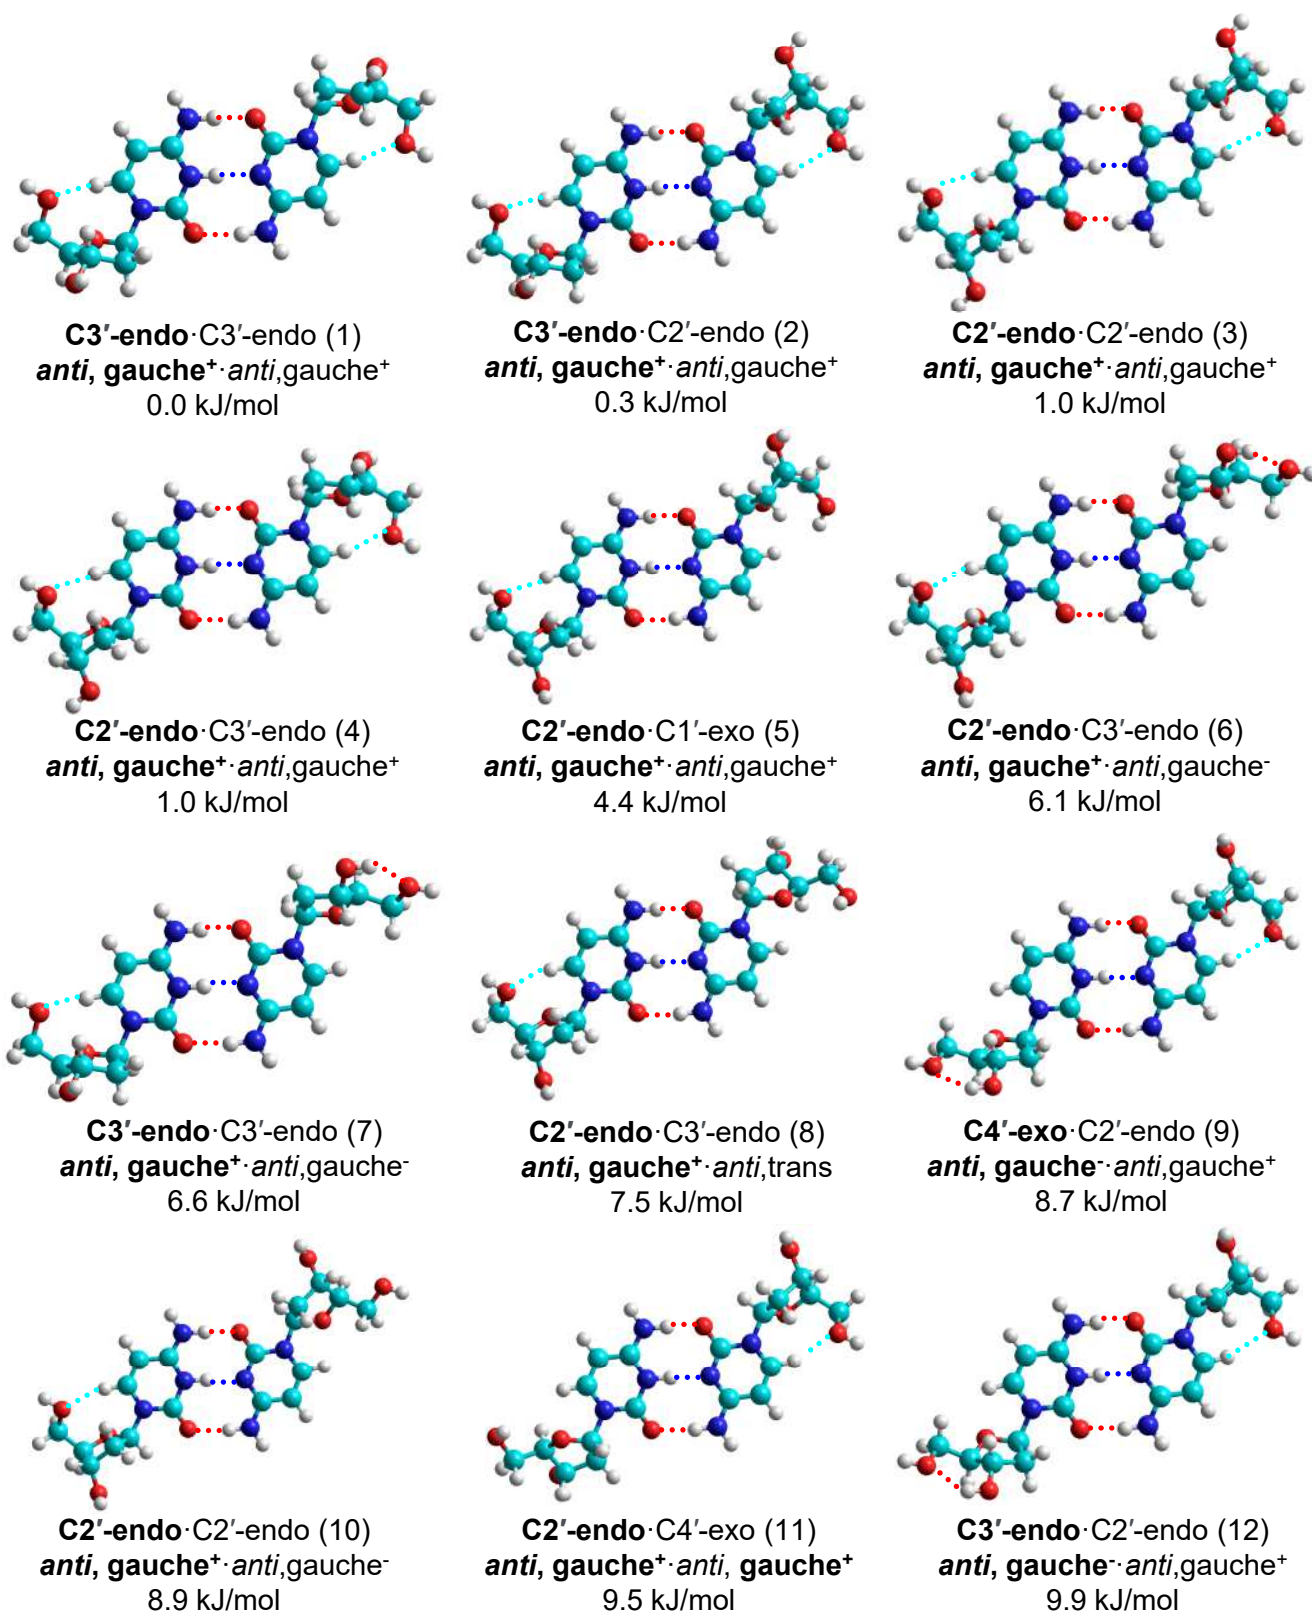 C3′-endo·C3′-endo (1)
anti, gauche⁺·anti,gauche⁺
0.0 kJ/mol
C3′-endo·C2′-endo (2)
anti, gauche⁺·anti,gauche⁺
0.3 kJ/mol
C2′-endo·C2′-endo (3)
anti, gauche⁺·anti,gauche⁺
1.0 kJ/mol
C2′-endo·C3′-endo (4)
anti, gauche⁺·anti,gauche⁺
1.0 kJ/mol
C2′-endo·C1′-exo (5)
anti, gauche⁺·anti,gauche⁺
4.4 kJ/mol
C2′-endo·C3′-endo (6)
anti, gauche⁺·anti,gauche⁻
6.1 kJ/mol
C3′-endo·C3′-endo (7)
anti, gauche⁺·anti,gauche⁻
6.6 kJ/mol
C2′-endo·C3′-endo (8)
anti, gauche⁺·anti,trans
7.5 kJ/mol
C4′-exo·C2′-endo (9)
anti, gauche⁻·anti,gauche⁺
8.7 kJ/mol
C2′-endo·C2′-endo (10)
anti, gauche⁺·anti,gauche⁻
8.9 kJ/mol
C2′-endo·C4′-exo (11)
anti, gauche⁺·anti, gauche⁺
9.5 kJ/mol
C3′-endo·C2′-endo (12)
anti, gauche⁻·anti,gauche⁺
9.9 kJ/mol